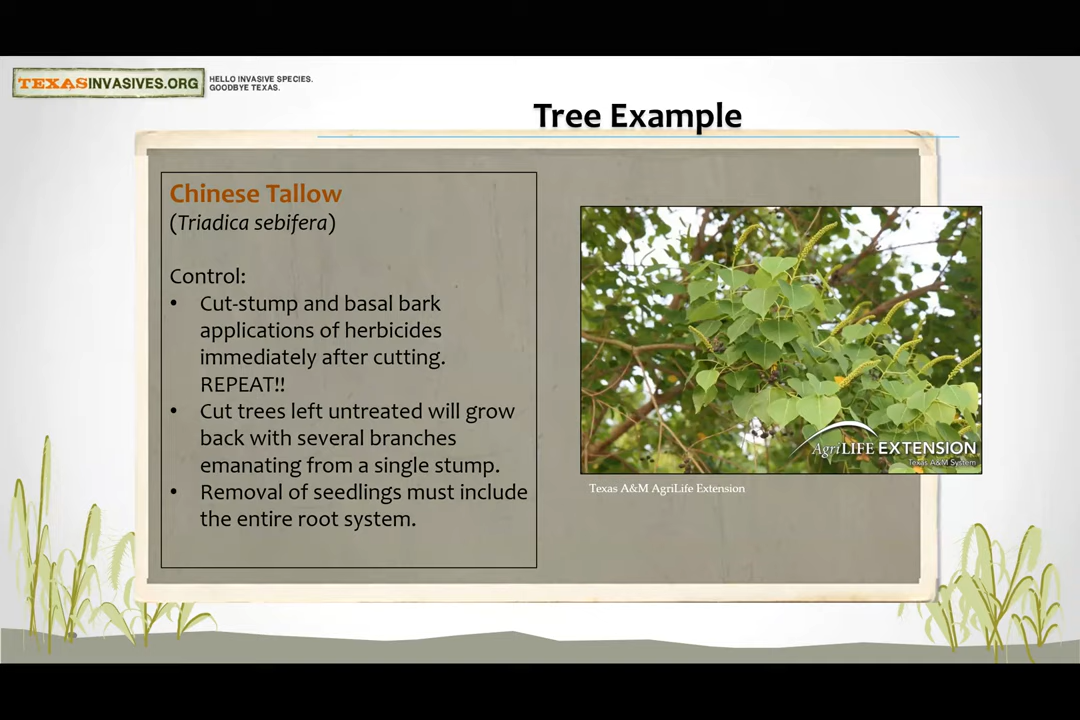 TEXASINVASIVES.ORG
HELLO INVASIVE SPECIES.
GOODBYE TEXAS.
Tree Example
Chinese Tallow
(Triadica sebifera)
Control:
• Cut-stump and basal bark
applications of herbicides
immediately after cutting.
REPEAT!!
• Cut trees left untreated will grow
back with several branches
emanating from a single stump.
• Removal of seedlings must include
the entire root system.
AgriLIFE EXTENSION
Texas A&M System
Texas A&M AgriLife Extension